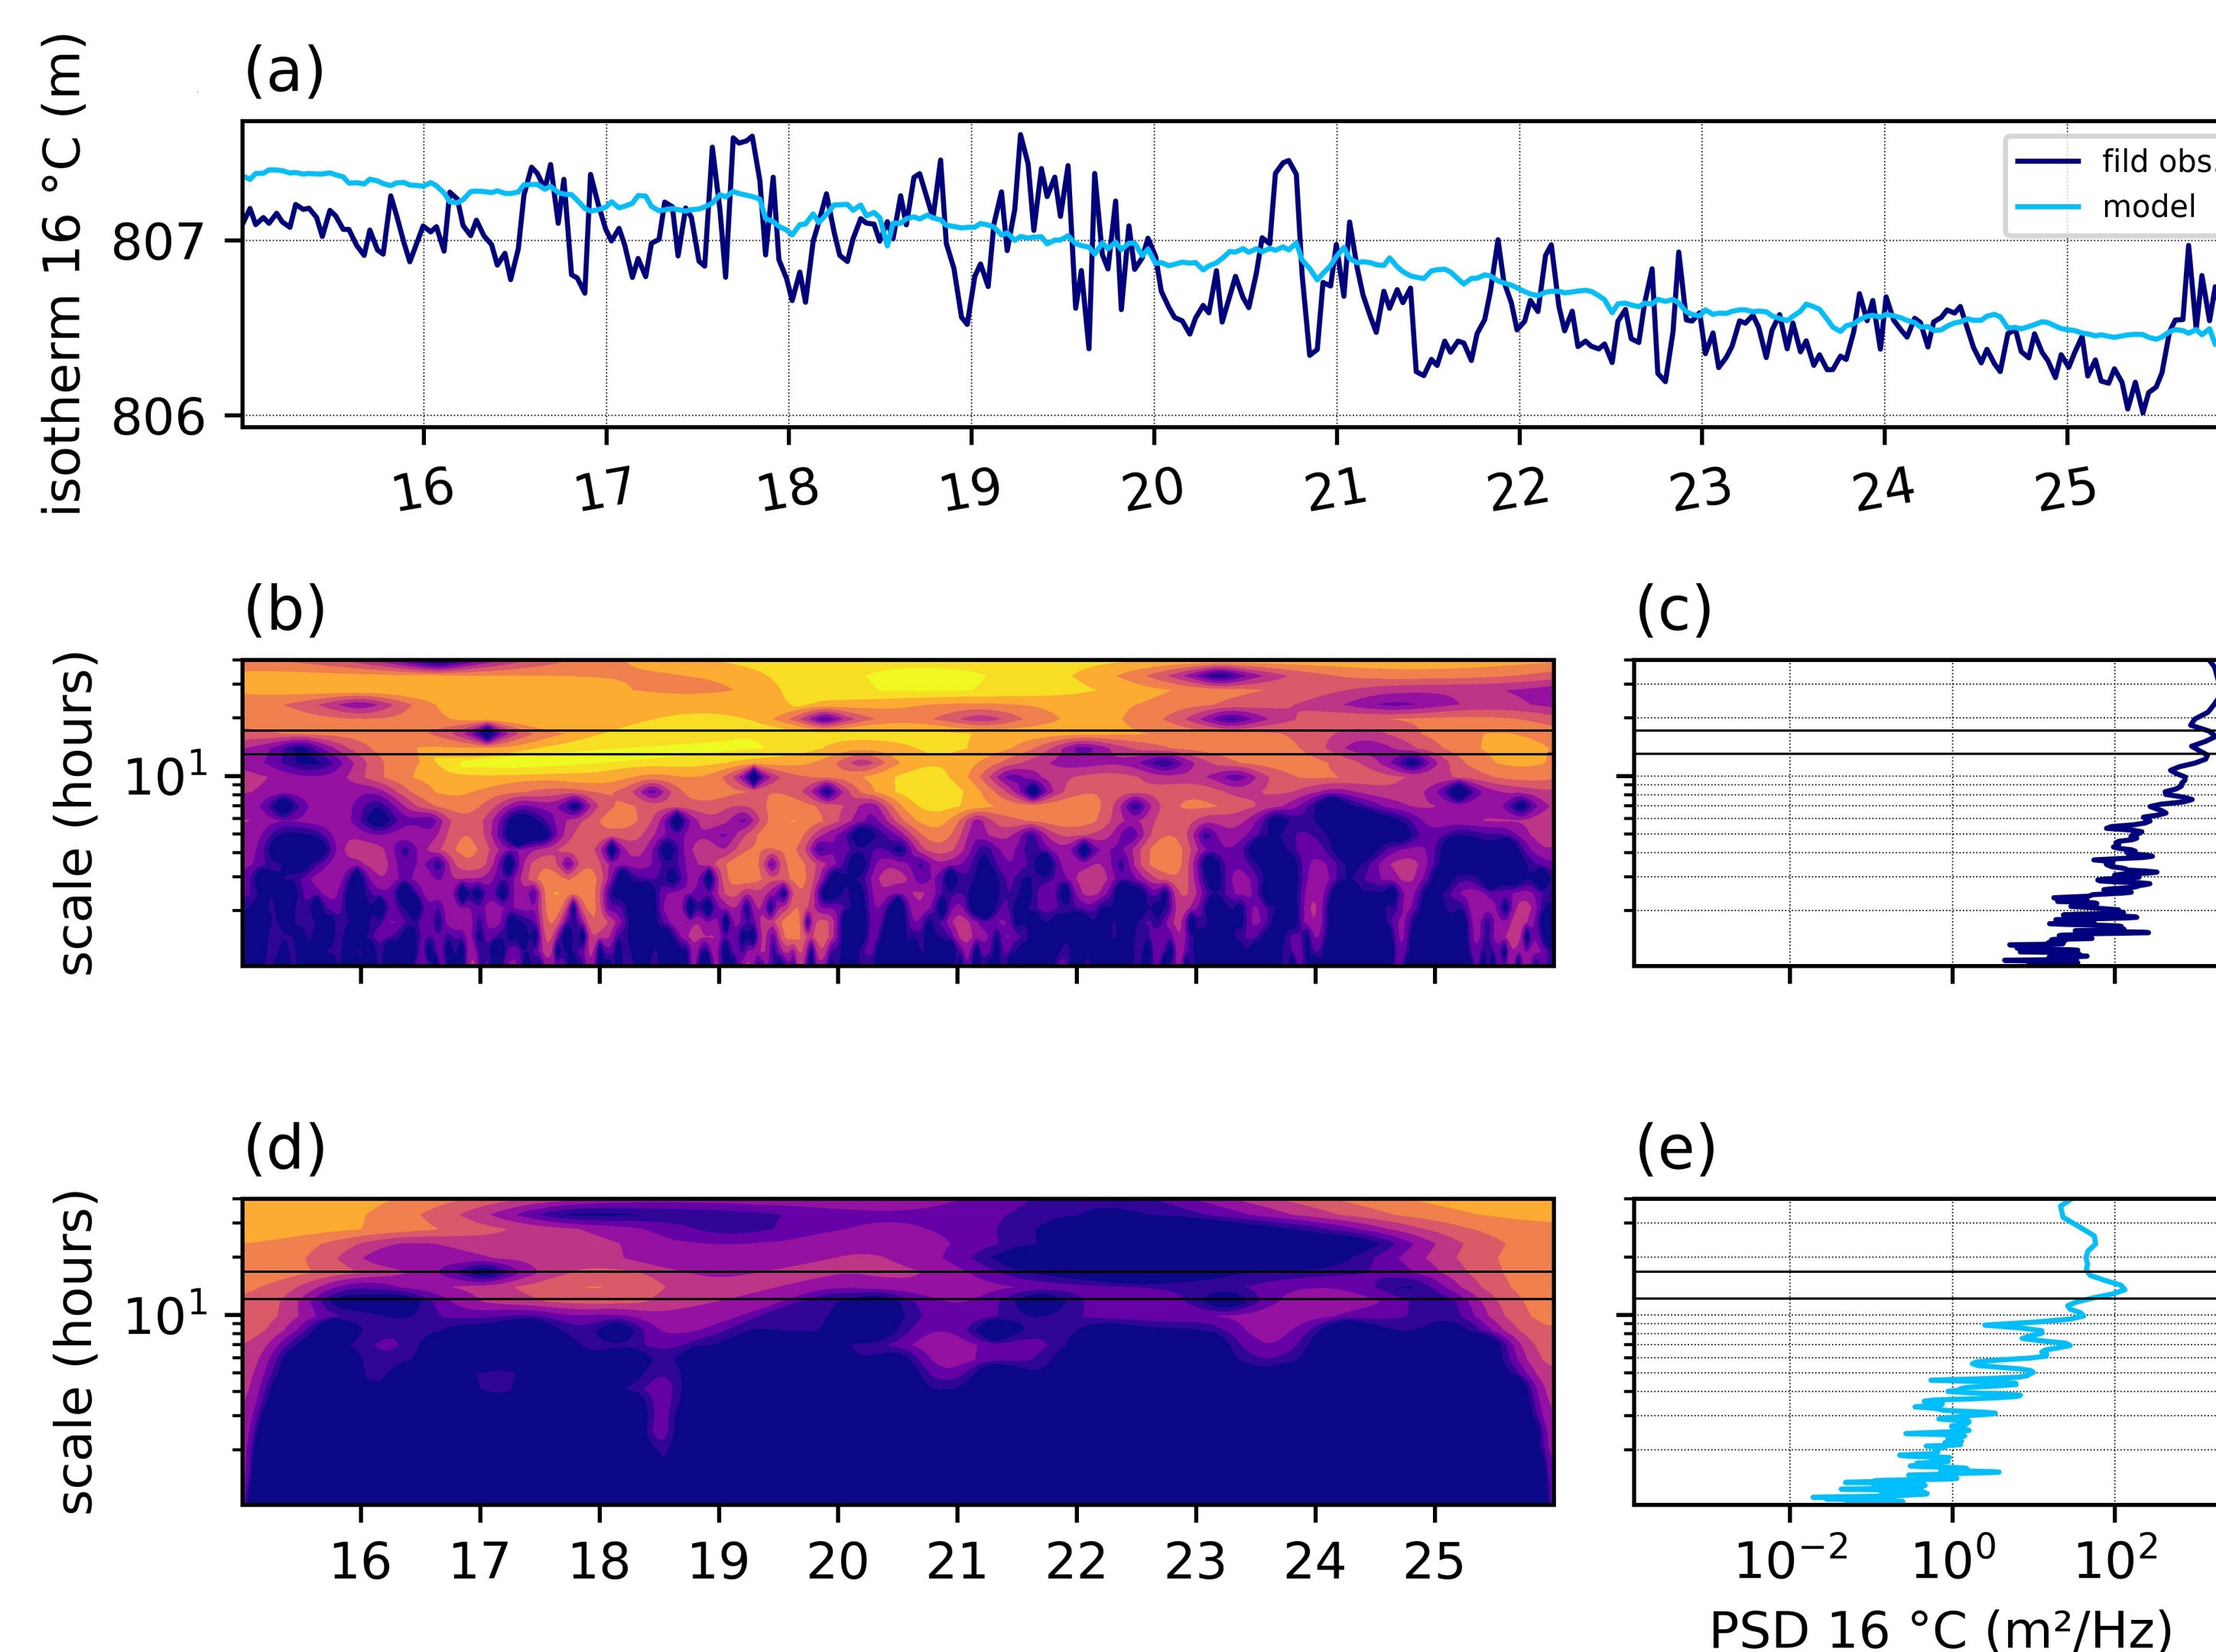 (a)
isotherm 16 °C (m)
807
806
fild obs.
model
16 17 18 19 20 21 22 23 24 25
(b) (c)
scale (hours)
10¹
(d) (e)
scale (hours)
10¹
16 17 18 19 20 21 22 23 24 25
10⁻² 10⁰ 10²
PSD 16 °C (m²/Hz)